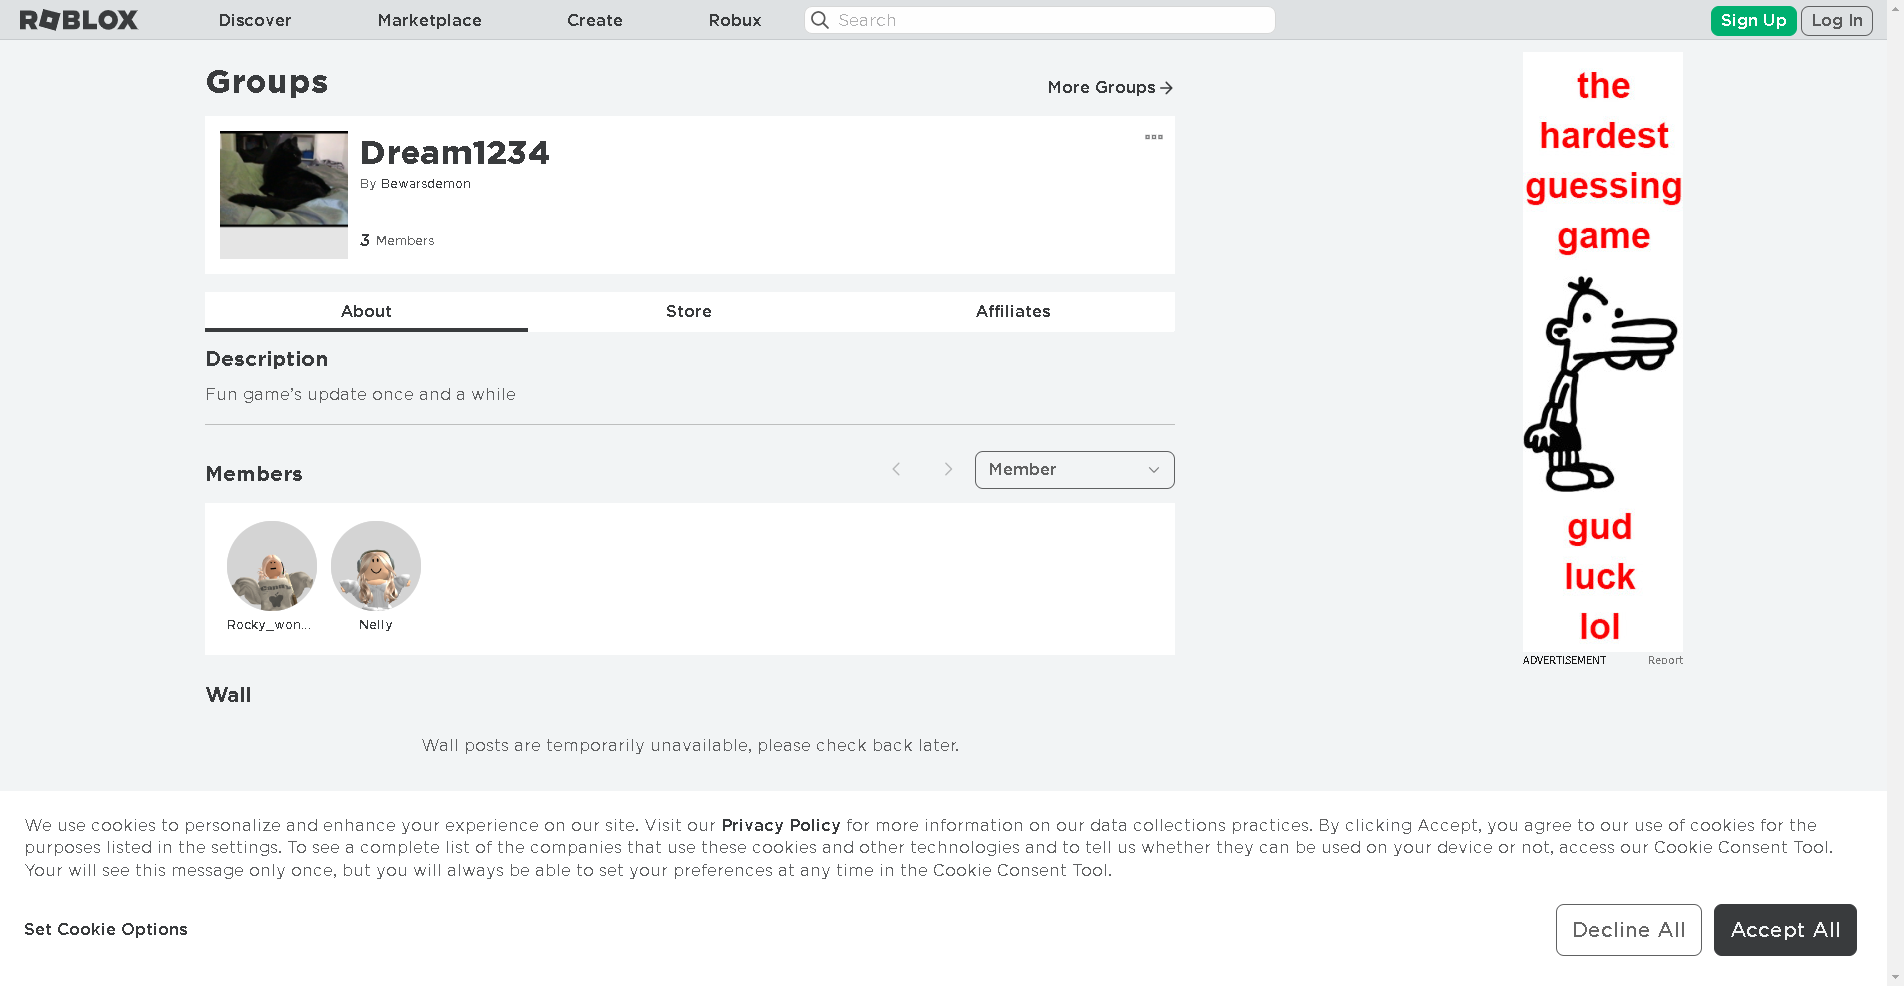 ROBLOX
Discover
Marketplace
Create
Robux
Search
Sign Up
Log In
Groups
More Groups
Dream1234
By Bewarsdemon
3 Members
About
Store
Affiliates
Description
Fun game’s update once and a while
Members
Member
Rocky_won...
Nelly
Wall
Wall posts are temporarily unavailable, please check back later.
the
hardest
guessing
game
gud
luck
lol
ADVERTISEMENT
Report
We use cookies to personalize and enhance your experience on our site. Visit our Privacy Policy for more information on our data collections practices. By clicking Accept, you agree to our use of cookies for the
purposes listed in the settings. To see a complete list of the companies that use these cookies and other technologies and to tell us whether they can be used on your device or not, access our Cookie Consent Tool.
Your will see this message only once, but you will always be able to set your preferences at any time in the Cookie Consent Tool.
Set Cookie Options
Decline All
Accept All